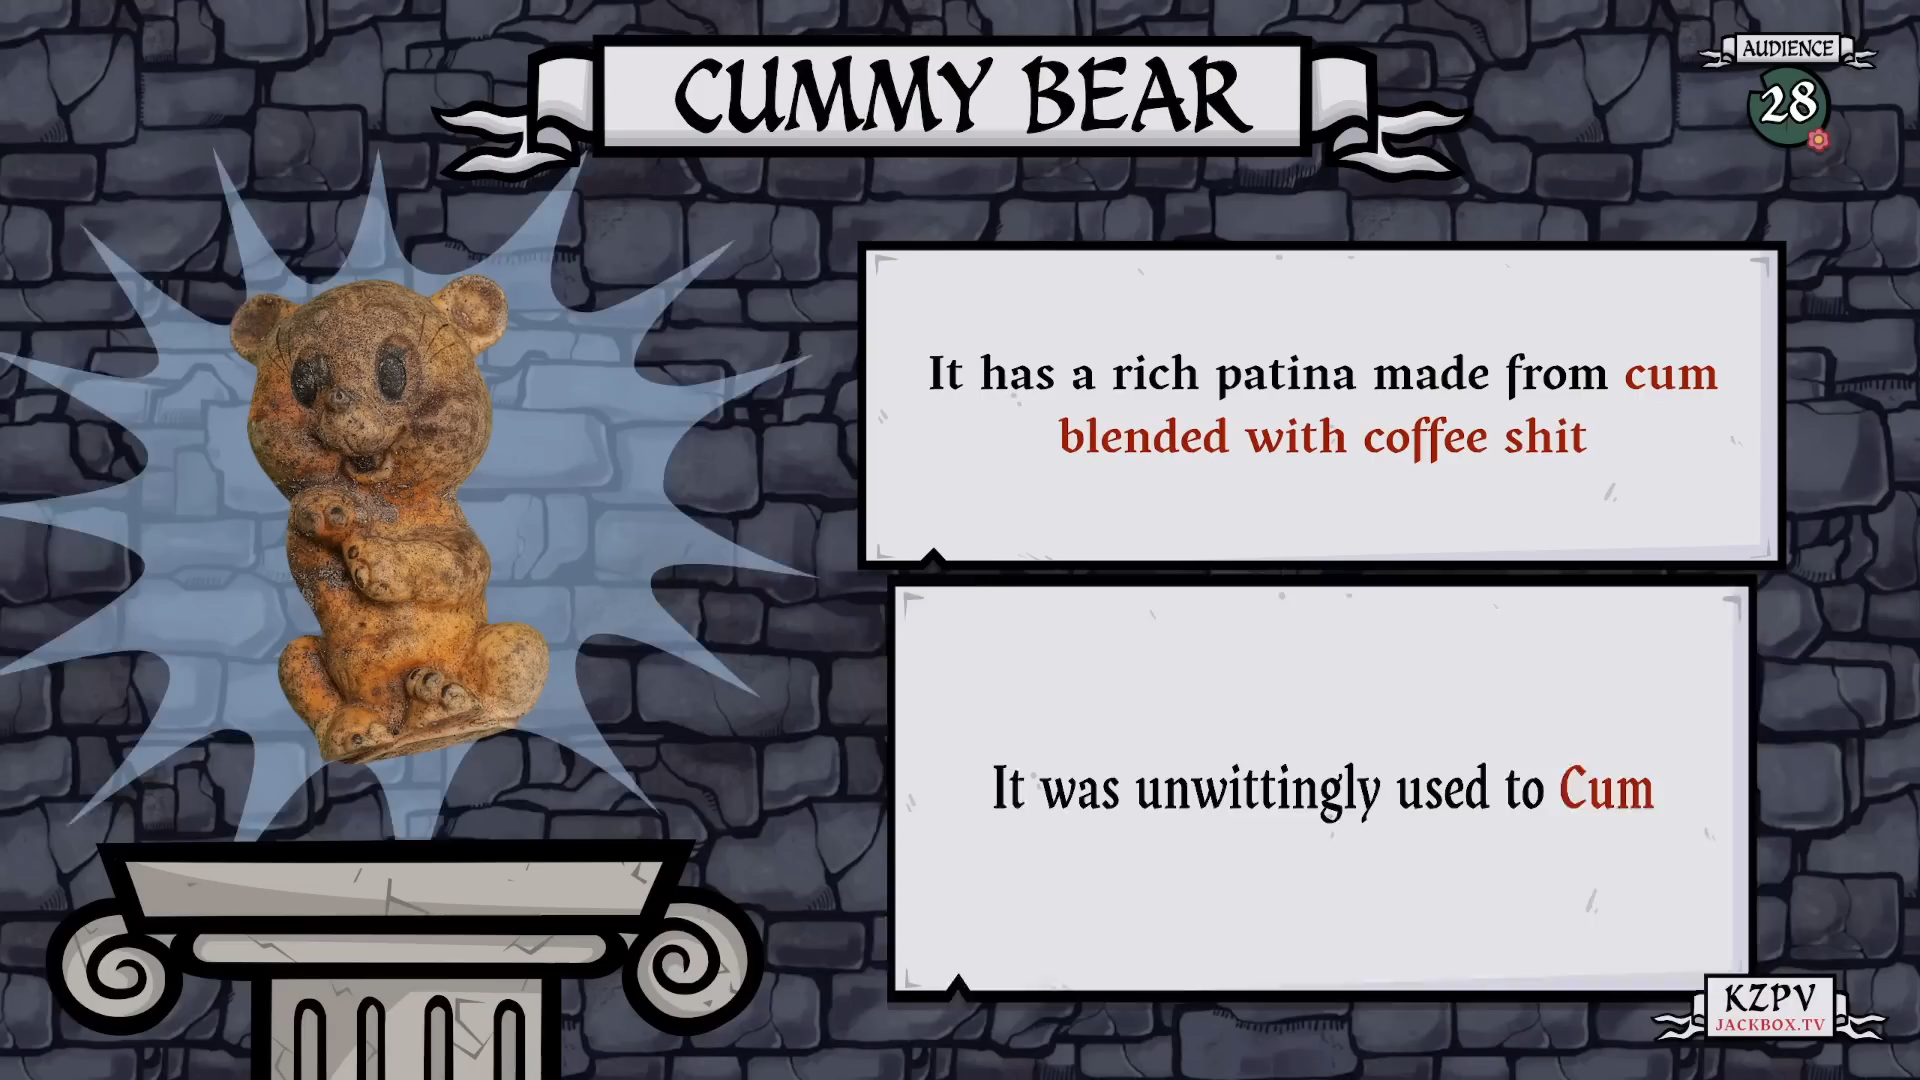 CUMMY BEAR
AUDIENCE
28
It has a rich patina made from cum
blended with coffee shit
It was unwittingly used to Cum
KZPV
JACKBOX.TV